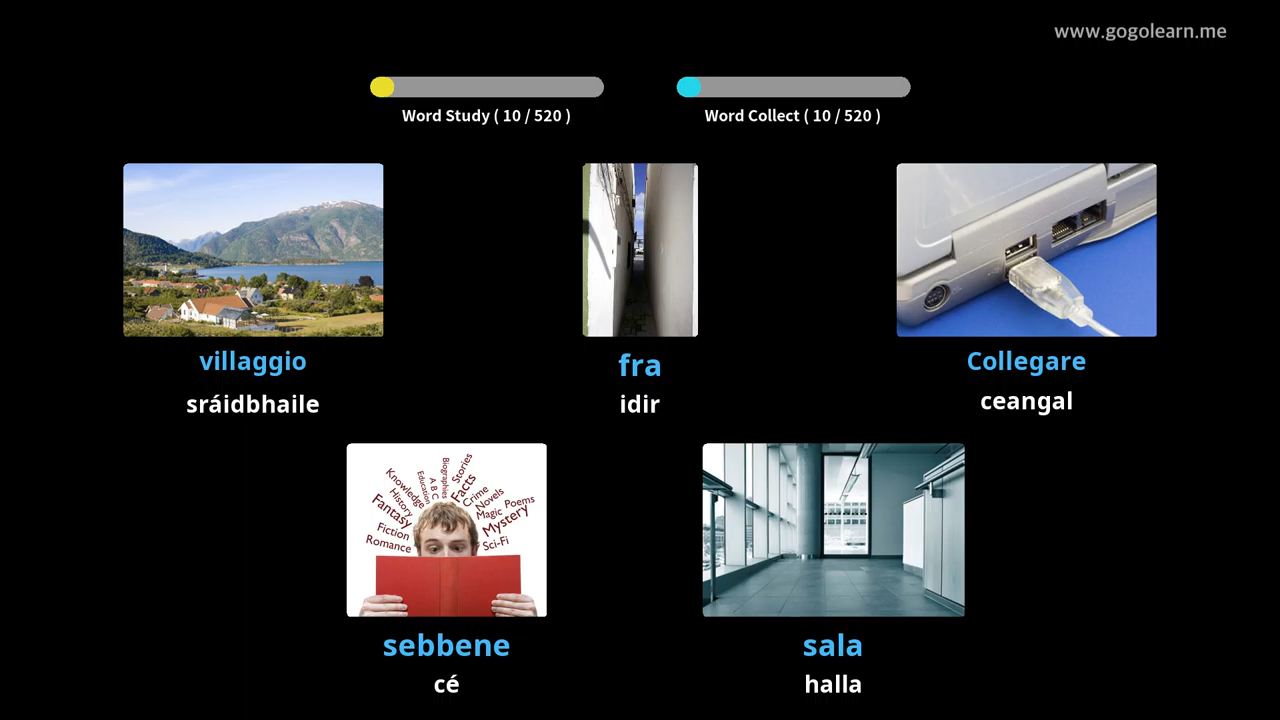 www.gogolearn.me
Word Study ( 10 / 520 )
Word Collect ( 10 / 520 )
villaggio
sráidbhaile
fra
idir
Collegare
ceangal
Knowledge
History
Fantasy
Fiction
Romance
Education
A B C
Biographies
Stories
Facts
Crime
Novels
Magic
Poems
Mystery
Sci-Fi
sebbene
cé
sala
halla